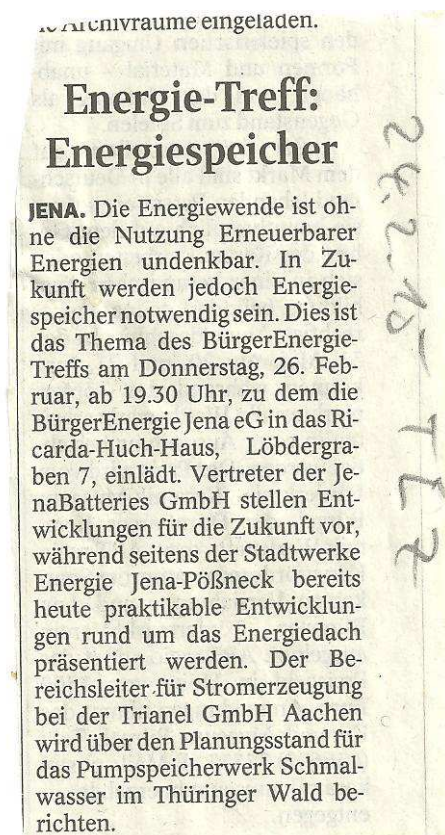 Archivräume eingeladen.
Energie-Treff:
Energiespeicher
JENA. Die Energiewende ist oh-
ne die Nutzung Erneuerbarer
Energien undenkbar. In Zu-
kunft werden jedoch Energie-
speicher notwendig sein. Dies ist
das Thema des BürgerEnergie-
Treffs am Donnerstag, 26. Feb-
ruar, ab 19.30 Uhr, zu dem die
BürgerEnergie Jena eG in das Ri-
carda-Huch-Haus, Löbdergra-
ben 7, einlädt. Vertreter der Je-
naBatteries GmbH stellen Ent-
wicklungen für die Zukunft vor,
während seitens der Stadtwerke
Energie Jena-Pößneck bereits
heute praktikable Entwicklun-
gen rund um das Energiedach
präsentiert werden. Der Be-
reichsleiter für Stromerzeugung
bei der Trianel GmbH Aachen
wird über den Planungsstand für
das Pumpspeicherwerk Schmal-
wasser im Thüringer Wald be-
richten.
24.2.15 TLZ